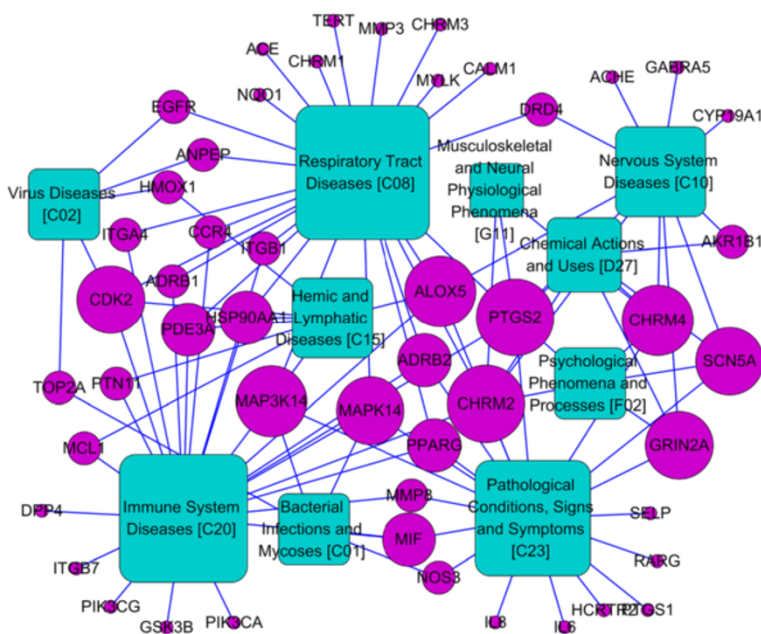 TERT
MMP3
CHRM3
ACE
CHRM1
MYLK
CALM1
ACHE
GABRA5
NQO1
EGFR
DRD4
CYP19A1
ANPEP
Respiratory Tract
Diseases [C08]
Musculoskeletal and
Neural
Physiological
Phenomena
[G11]
Nervous System
Diseases [C10]
Virus Diseases
[C02]
HMOX1
ITGA4
CCR4
ITGB1
Chemical Actions
and Uses [D27]
AKR1B1
ADRB1
CDK2
HSP90AA1
PDE3A
Hemic and
Lymphatic
Diseases [C15]
ALOX5
PTGS2
CHRM4
ADRB2
Psychological
Phenomena and
Processes [F02]
SCN5A
TOP2A
PTN11
MAP3K14
MAPK14
CHRM2
MCL1
PPARG
GRIN2A
DPP4
Immune System
Diseases [C20]
Bacterial
Infections and
Mycoses [C01]
MMP8
MIF
Pathological
Conditions, Signs
and Symptoms
[C23]
SELP
RARG
NOS3
ITGB7
PIK3CG
GSK3B
PIK3CA
IL8
IL6
HCRTR2
PTGS1